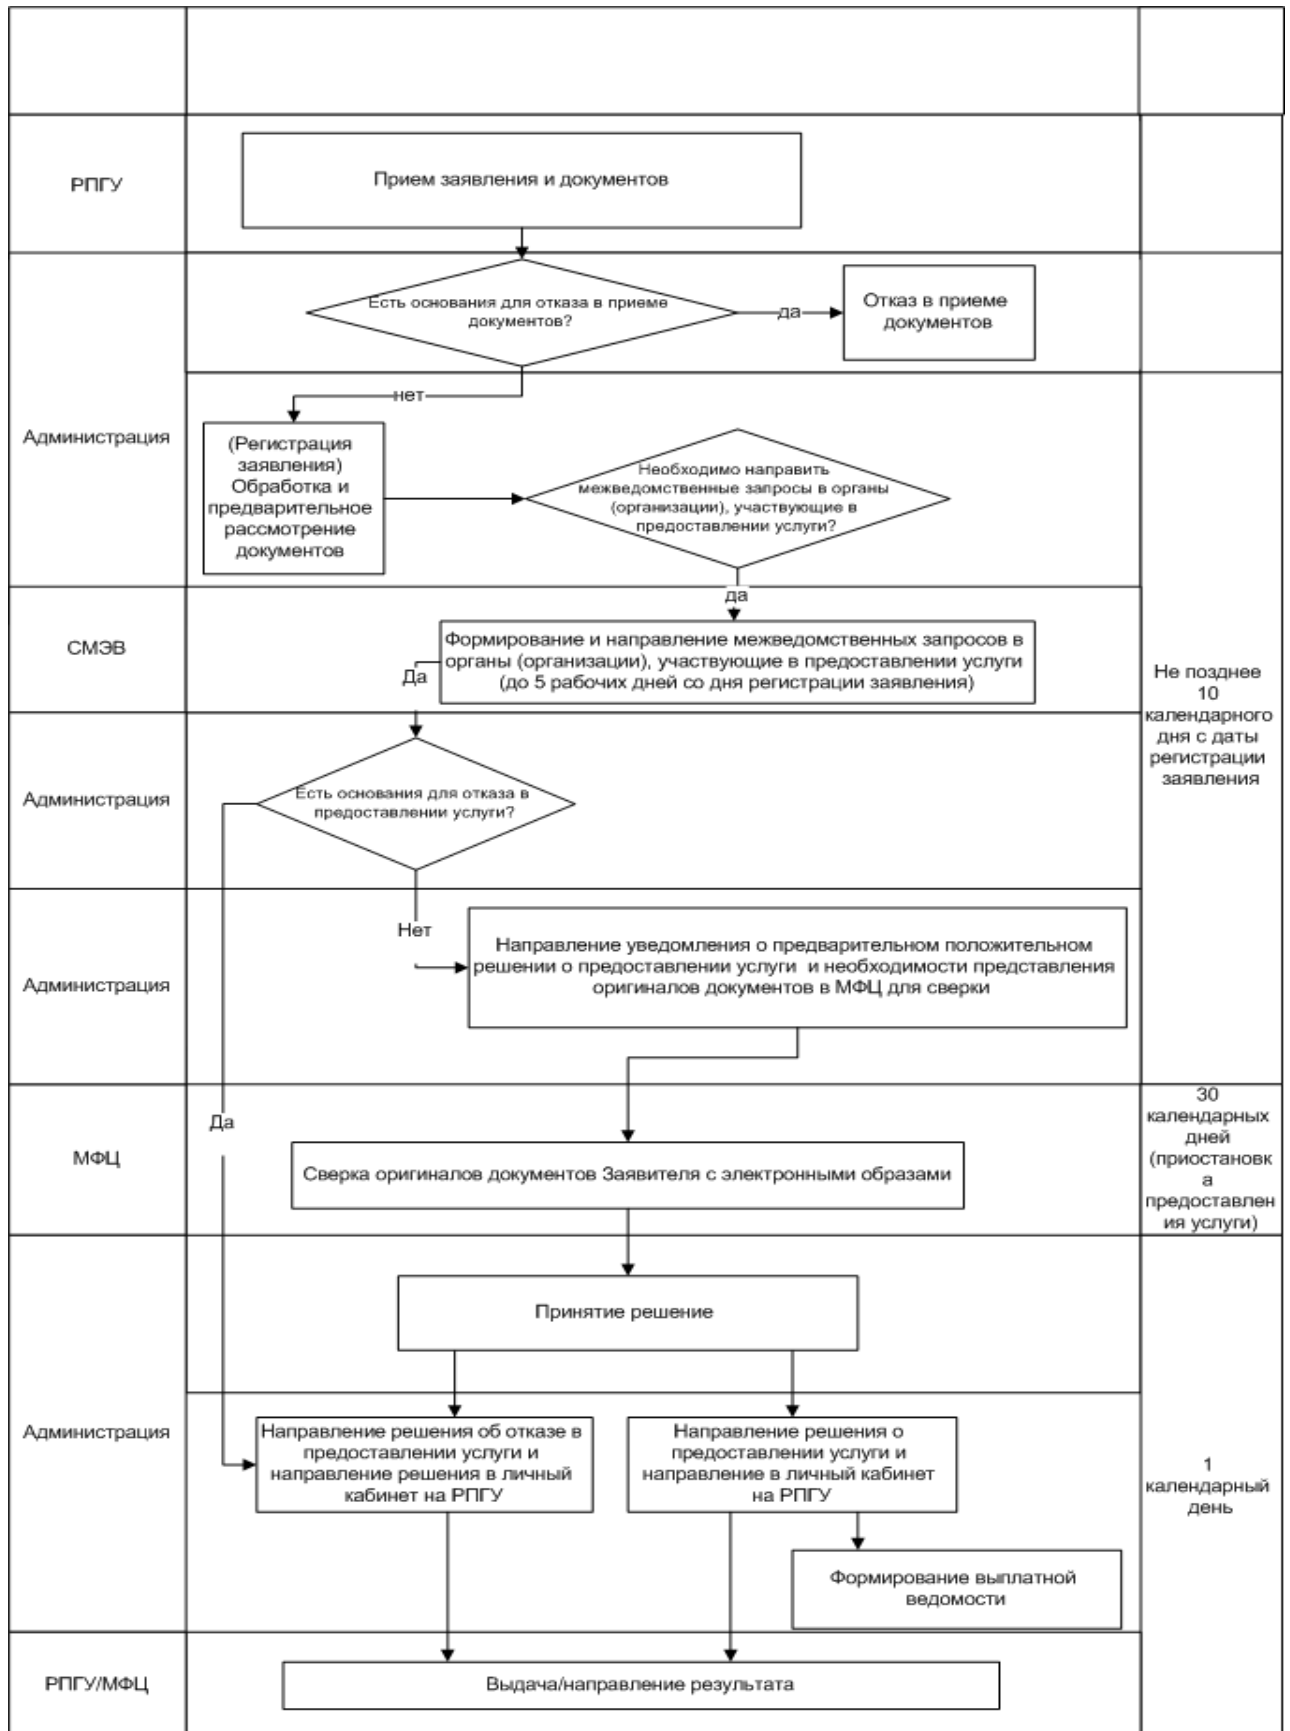 РПГУ
Прием заявления и документов
Есть основания для отказа в приеме
документов?
да
Отказ в приеме
документов
нет
Администрация
(Регистрация
заявления)
Обработка и
предварительное
рассмотрение
документов
Необходимо направить
межведомственные запросы в органы
(организации), участвующие в
предоставлении услуги?
да
СМЭВ
Формирование и направление межведомственных запросов в
органы (организации), участвующие в предоставлении услуги
(до 5 рабочих дней со дня регистрации заявления)
Да
Не позднее
10
календарного
дня с даты
регистрации
заявления
Администрация
Есть основания для отказа в
предоставлении услуги?
Нет
Администрация
Направление уведомления о предварительном положительном
решении о предоставлении услуги и необходимости представления
оригиналов документов в МФЦ для сверки
Да
МФЦ
Сверка оригиналов документов Заявителя с электронными образами
30
календарных
дней
(приостановк
а
предоставлен
ия услуги)
Принятие решение
Администрация
Направление решения об отказе в
предоставлении услуги и
направление решения в личный
кабинет на РПГУ
Направление решения о
предоставлении услуги и
направление в личный кабинет
на РПГУ
1
календарный
день
Формирование выплатной
ведомости
РПГУ/МФЦ
Выдача/направление результата